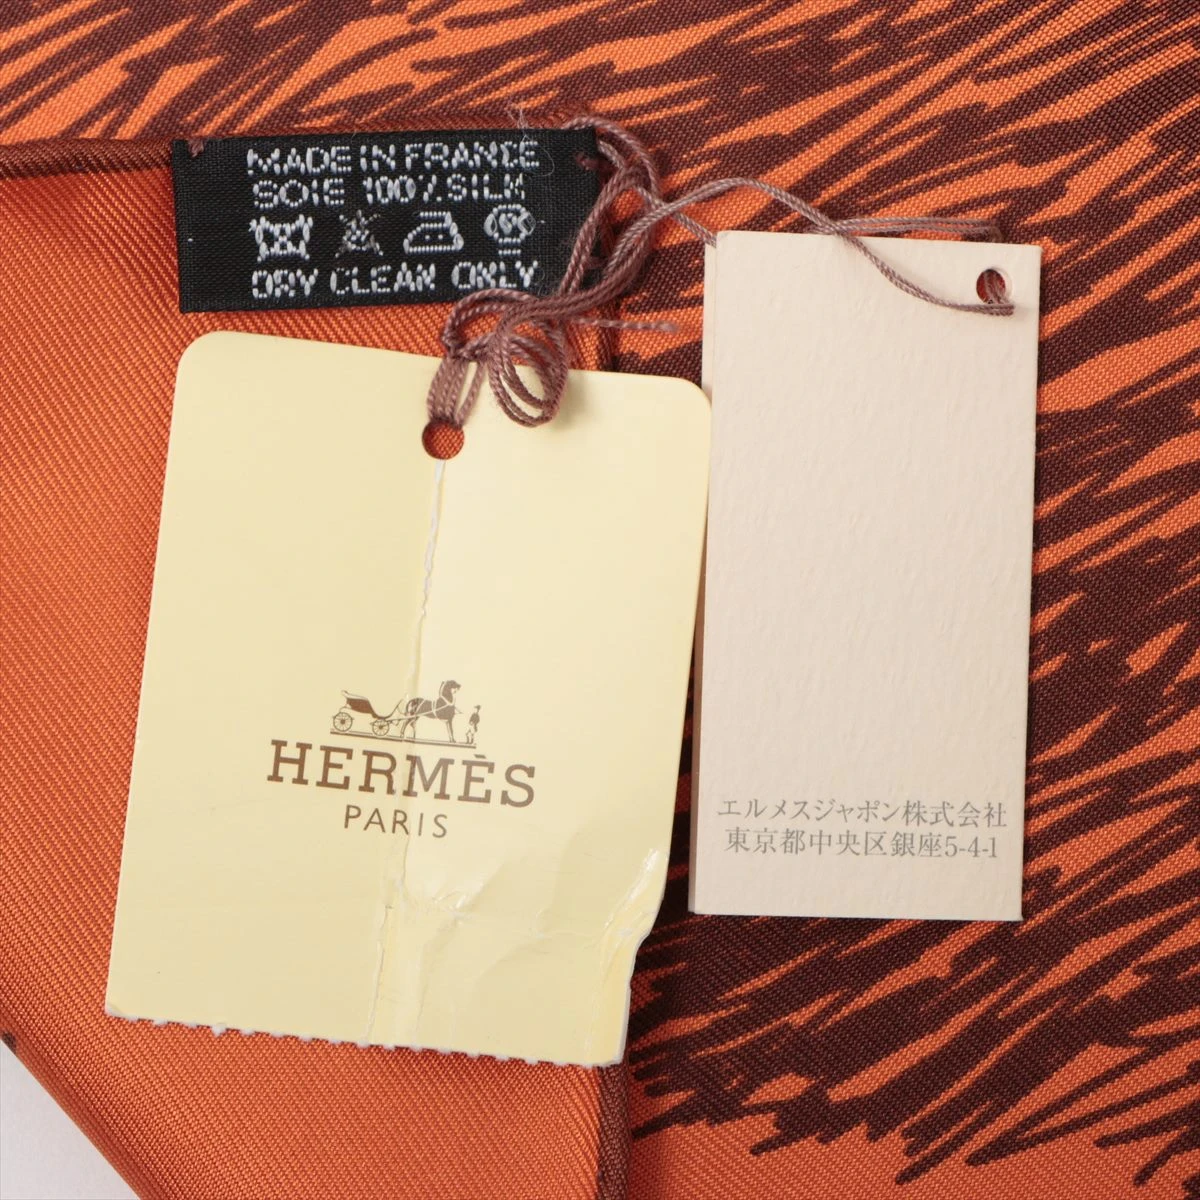 MADE IN FRANCE
SOIE 100% SILK
DRY CLEAN ONLY
HERMÈS
PARIS
エルメスジャポン株式会社
東京都中央区銀座5-4-1